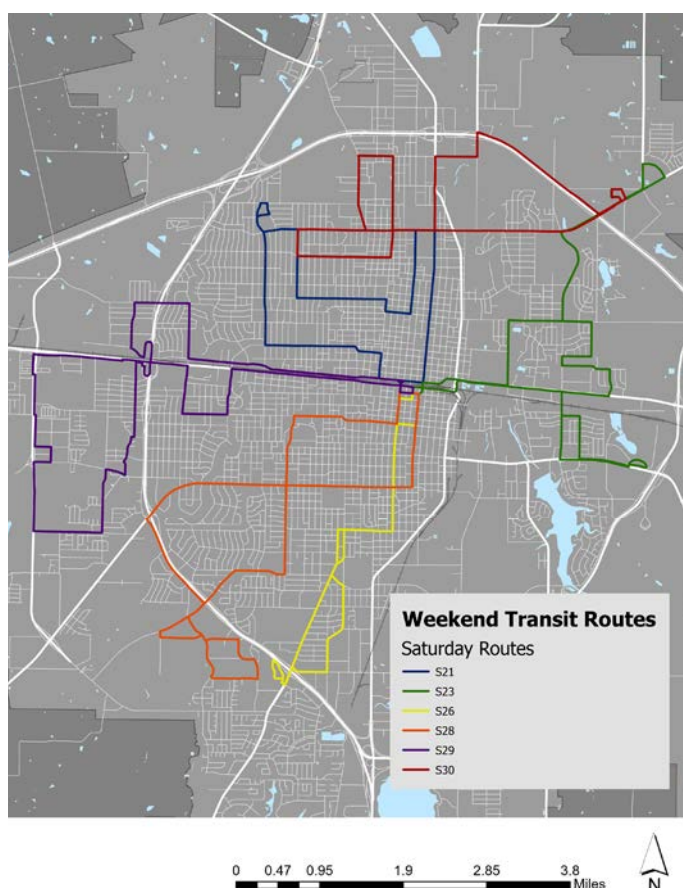 Weekend Transit Routes
Saturday Routes
S21
S23
S26
S28
S29
S30
0 0.47 0.95 1.9 2.85 3.8
Miles
N